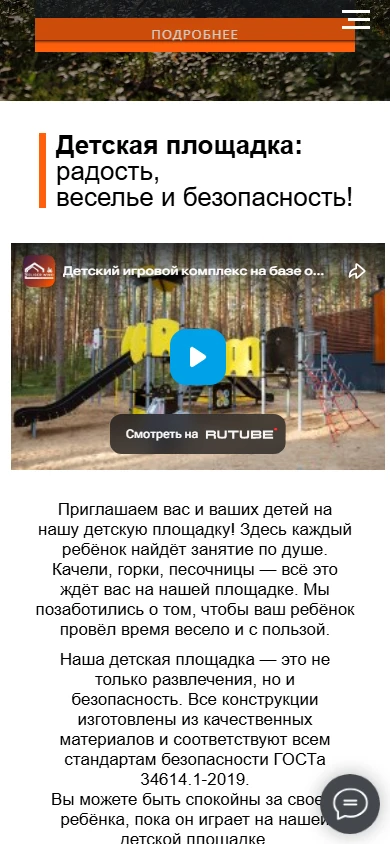 ПОДРОБНЕЕ
Детская площадка:
радость,
веселье и безопасность!
Детский игровой комплекс на базе о...
Смотреть на RUTUBE
Приглашаем вас и ваших детей на
нашу детскую площадку! Здесь каждый
ребёнок найдёт занятие по душе.
Качели, горки, песочницы — всё это
ждёт вас на нашей площадке. Мы
позаботились о том, чтобы ваш ребёнок
провёл время весело и с пользой.
Наша детская площадка — это не
только развлечения, но и
безопасность. Все конструкции
изготовлены из качественных
материалов и соответствуют всем
стандартам безопасности ГОСТа
34614.1-2019.
Вы можете быть спокойны за свое
ребёнка, пока он играет на нашей
детской площадке